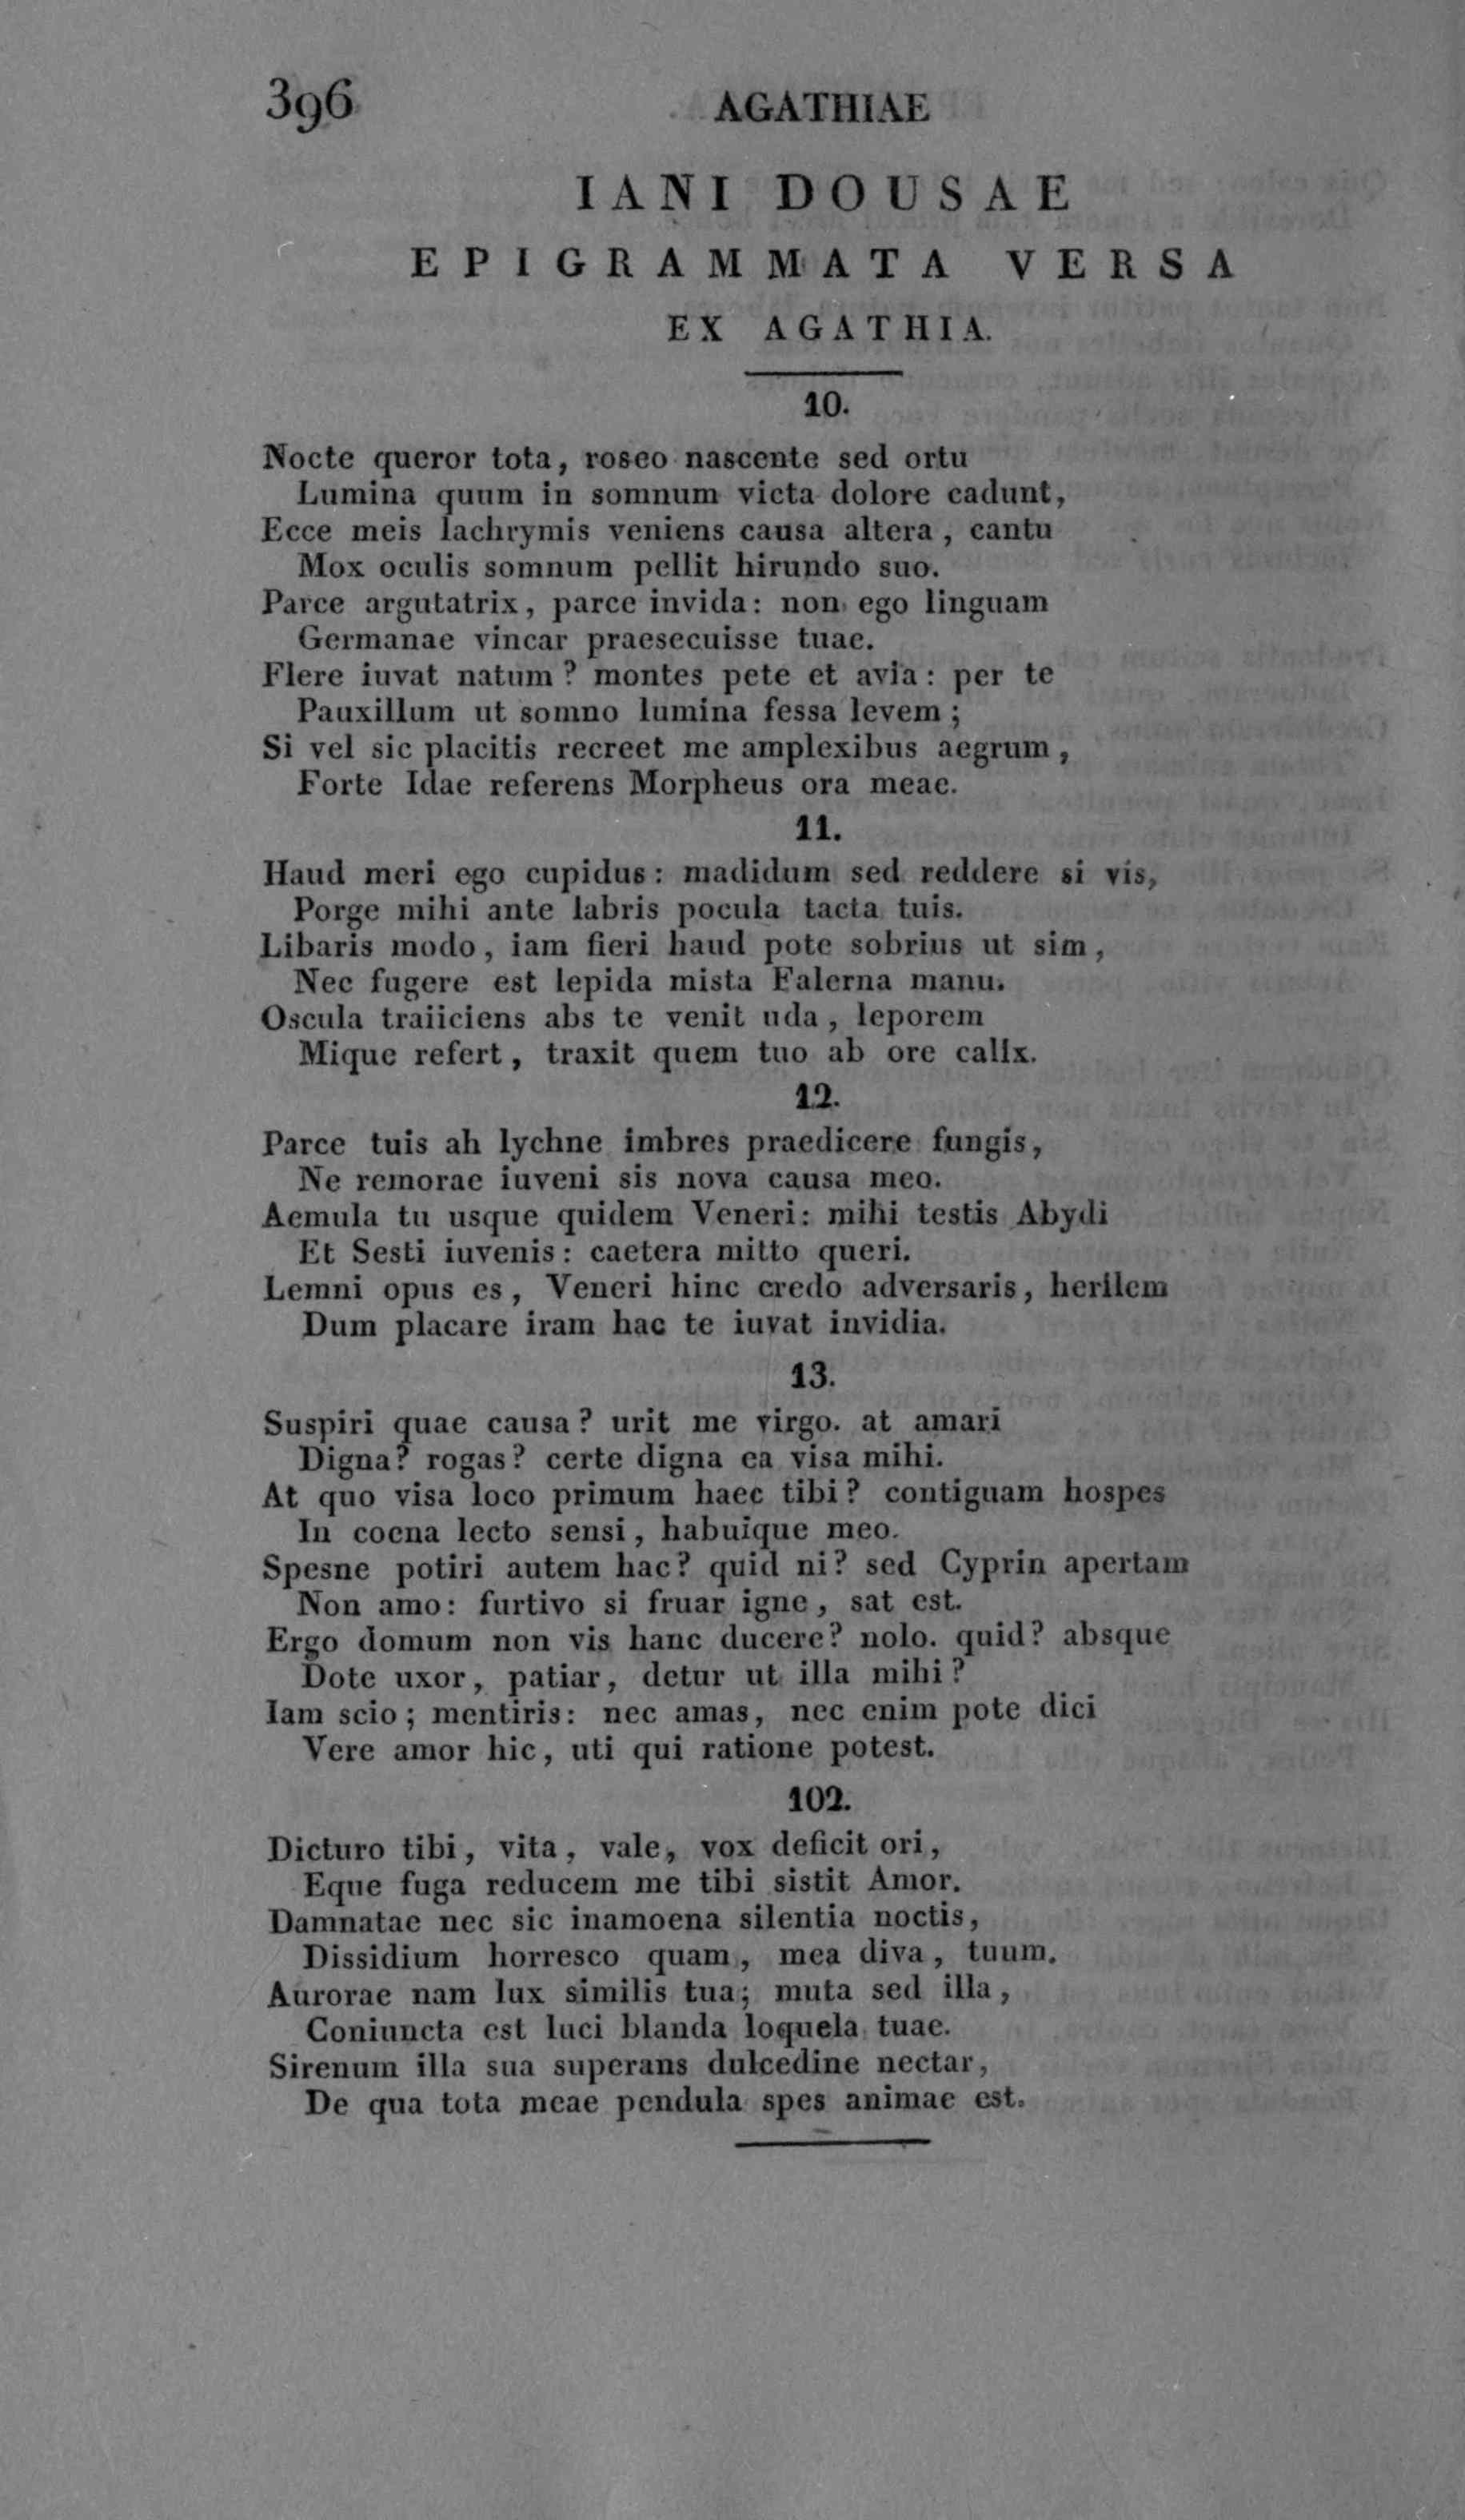 396 AGATHIAE
IANI DOUSAE
EPIGRAMMATA VERSA
EX AGATHIA.
10.
Nocte queror tota, roseo nascente sed ortu
Lumina quum in somnum victa dolore cadunt,
Ecce meis lachrymis veniens causa altera, cantu
Mox oculis somnum pellit hirundo suo.
Parce argutatrix, parce invida: non ego linguam
Germanae vincar praesecuisse tuae.
Flere iuvat natum? montes pete et avia: per te
Pauxillum ut somno lumina fessa levem;
Si vel sic placitis recreet me amplexibus aegrum,
Forte Idae referens Morpheus ora meae.
11.
Haud meri ego cupidus: madidum sed reddere si vis,
Porge mihi ante labris pocula tacta tuis.
Libaris modo, iam fieri haud pote sobrius ut sim,
Nec fugere est lepida mista Falerna manu.
Oscula traiiciens abs te venit uda, leporem
Mique refert, traxit quem tuo ab ore calix.
12.
Parce tuis ah lychne imbres praedicere fungis,
Ne remorae iuveni sis nova causa meo.
Aemula tu usque quidem Veneri: mihi testis Abydi
Et Sesti iuvenis: caetera mitto queri.
Lemni opus es, Veneri hinc credo adversaris, herilem
Dum placare iram hac te iuvat invidia.
13.
Suspiri quae causa? urit me virgo. at amari
Digna? rogas? certe digna ea visa mihi.
At quo visa loco primum haec tibi? contiguam hospes
In coena lecto sensi, habuique meo.
Spesne potiri autem hac? quid ni? sed Cyprin apertam
Non amo: furtivo si fruar igne, sat est.
Ergo domum non vis hanc ducere? nolo. quid? absque
Dote uxor, patiar, detur ut illa mihi?
Iam scio; mentiris: nec amas, nec enim pote dici
Vere amor hic, uti qui ratione potest.
102.
Dicturo tibi, vita, vale, vox deficit ori,
Eque fuga reducem me tibi sistit Amor.
Damnatae nec sic inamoena silentia noctis,
Dissidium horresco quam, mea diva, tuum.
Aurorae nam lux similis tua; muta sed illa,
Coniuncta est luci blanda loquela tuae.
Sirenum illa sua superans dulcedine nectar,
De qua tota meae pendula spes animae est.